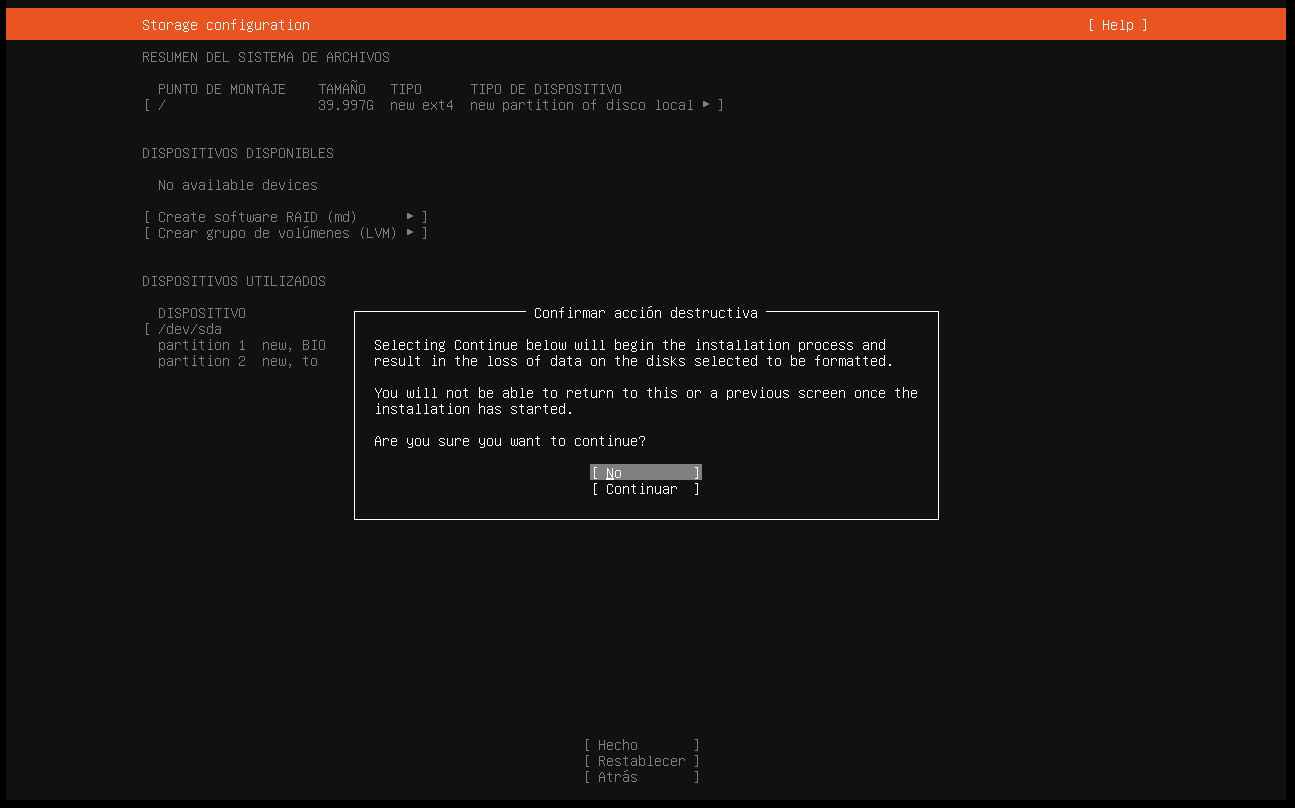 Storage configuration [ Help ]
RESUMEN DEL SISTEMA DE ARCHIVOS
PUNTO DE MONTAJE TAMAÑO TIPO TIPO DE DISPOSITIVO
[ / 39.997G new ext4 new partition of disco local ▸ ]
DISPOSITIVOS DISPONIBLES
No available devices
[ Create software RAID (md) ▸ ]
[ Crear grupo de volúmenes (LVM) ▸ ]
DISPOSITIVOS UTILIZADOS
DISPOSITIVO
[ /dev/sda
partition 1 new, BIO
partition 2 new, to
Confirmar acción destructiva
Selecting Continue below will begin the installation process and
result in the loss of data on the disks selected to be formatted.
You will not be able to return to this or a previous screen once the
installation has started.
Are you sure you want to continue?
[ No ]
[ Continuar ]
[ Hecho ]
[ Restablecer ]
[ Atrás ]